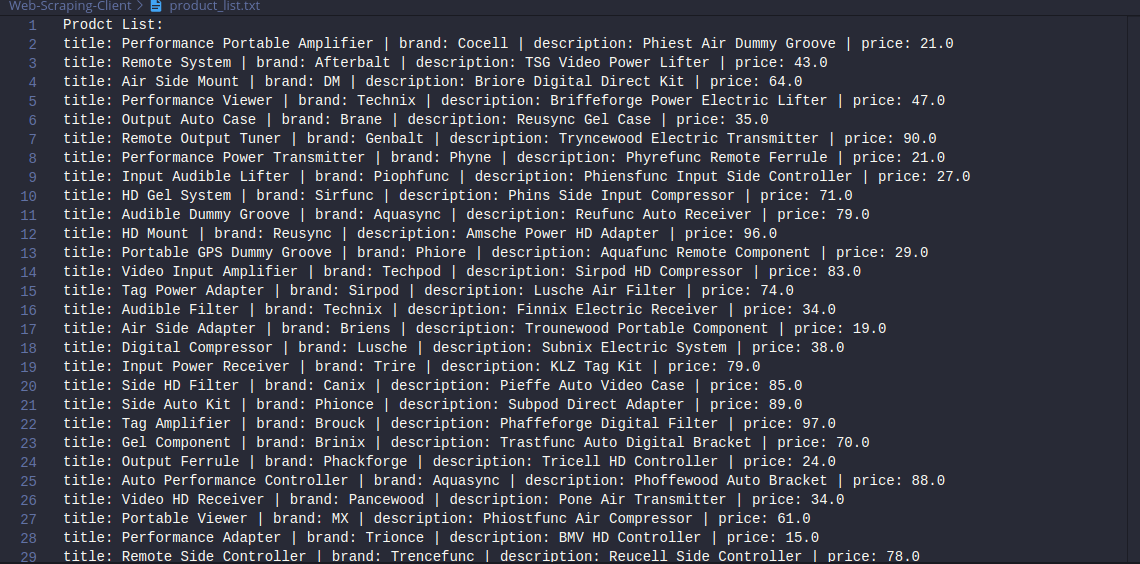 Web-Scraping-Client > product_list.txt
1 Prodct List:
2 title: Performance Portable Amplifier | brand: Cocell | description: Phiest Air Dummy Groove | price: 21.0
3 title: Remote System | brand: Afterbalt | description: TSG Video Power Lifter | price: 43.0
4 title: Air Side Mount | brand: DM | description: Briore Digital Direct Kit | price: 64.0
5 title: Performance Viewer | brand: Technix | description: Briffeforge Power Electric Lifter | price: 47.0
6 title: Output Auto Case | brand: Brane | description: Reusync Gel Case | price: 35.0
7 title: Remote Output Tuner | brand: Genbalt | description: Tryncewood Electric Transmitter | price: 90.0
8 title: Performance Power Transmitter | brand: Phyne | description: Phyrefunc Remote Ferrule | price: 21.0
9 title: Input Audible Lifter | brand: Piophfunc | description: Phiensfunc Input Side Controller | price: 27.0
10 title: HD Gel System | brand: Sirfunc | description: Phins Side Input Compressor | price: 71.0
11 title: Audible Dummy Groove | brand: Aquasync | description: Reufunc Auto Receiver | price: 79.0
12 title: HD Mount | brand: Reusync | description: Amsche Power HD Adapter | price: 96.0
13 title: Portable GPS Dummy Groove | brand: Phiore | description: Aquafunc Remote Component | price: 29.0
14 title: Video Input Amplifier | brand: Techpod | description: Sirpod HD Compressor | price: 83.0
15 title: Tag Power Adapter | brand: Sirpod | description: Lusche Air Filter | price: 74.0
16 title: Audible Filter | brand: Technix | description: Finnix Electric Receiver | price: 34.0
17 title: Air Side Adapter | brand: Briens | description: Trounewood Portable Component | price: 19.0
18 title: Digital Compressor | brand: Lusche | description: Subnix Electric System | price: 38.0
19 title: Input Power Receiver | brand: Trire | description: KLZ Tag Kit | price: 79.0
20 title: Side HD Filter | brand: Canix | description: Pieffe Auto Video Case | price: 85.0
21 title: Side Auto Kit | brand: Phionce | description: Subpod Direct Adapter | price: 89.0
22 title: Tag Amplifier | brand: Brouck | description: Phaffeforge Digital Filter | price: 97.0
23 title: Gel Component | brand: Brinix | description: Trastfunc Auto Digital Bracket | price: 70.0
24 title: Output Ferrule | brand: Phackforge | description: Tricell HD Controller | price: 24.0
25 title: Auto Performance Controller | brand: Aquasync | description: Phoffewood Auto Bracket | price: 88.0
26 title: Video HD Receiver | brand: Pancewood | description: Pone Air Transmitter | price: 34.0
27 title: Portable Viewer | brand: MX | description: Phiostfunc Air Compressor | price: 61.0
28 title: Performance Adapter | brand: Trionce | description: BMV HD Controller | price: 15.0
29 title: Remote Side Controller | brand: Trencefunc | description: Reucell Side Controller | price: 78.0